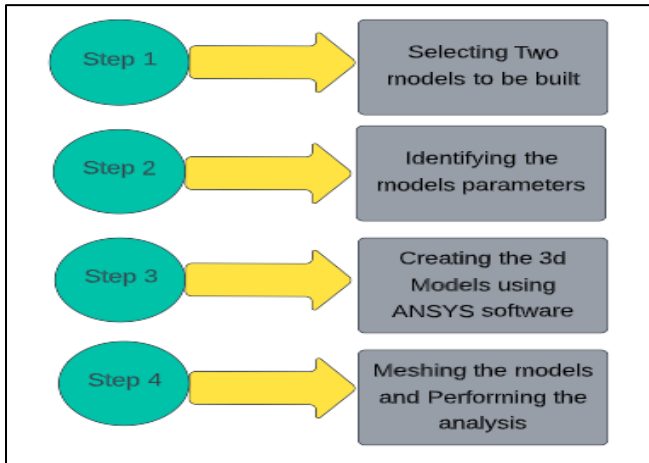 Step 1
Selecting Two
models to be built
Step 2
Identifying the
models parameters
Step 3
Creating the 3d
Models using
ANSYS software
Step 4
Meshing the models
and Performing the
analysis